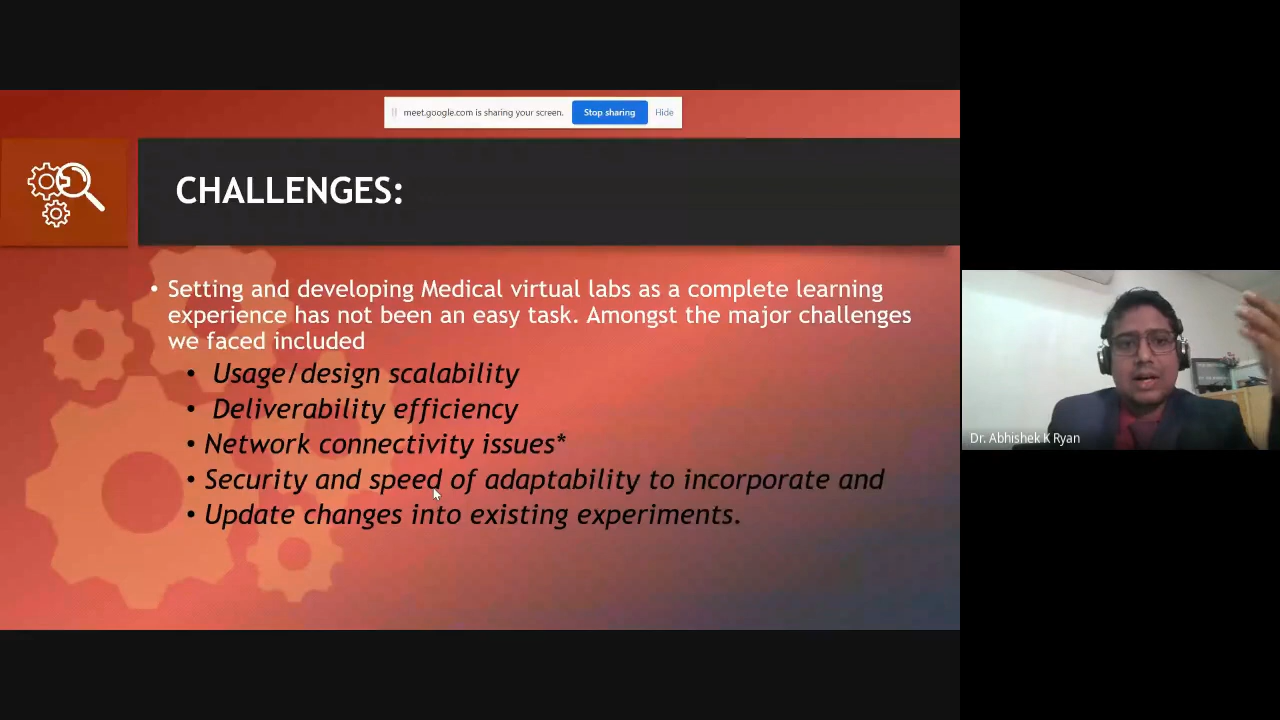 meet.google.com is sharing your screen. Stop sharing Hide
CHALLENGES:
• Setting and developing Medical virtual labs as a complete learning
experience has not been an easy task. Amongst the major challenges
we faced included
• Usage/design scalability
• Deliverability efficiency
• Network connectivity issues*
• Security and speed of adaptability to incorporate and
• Update changes into existing experiments.
Dr. Abhishek K Ryan